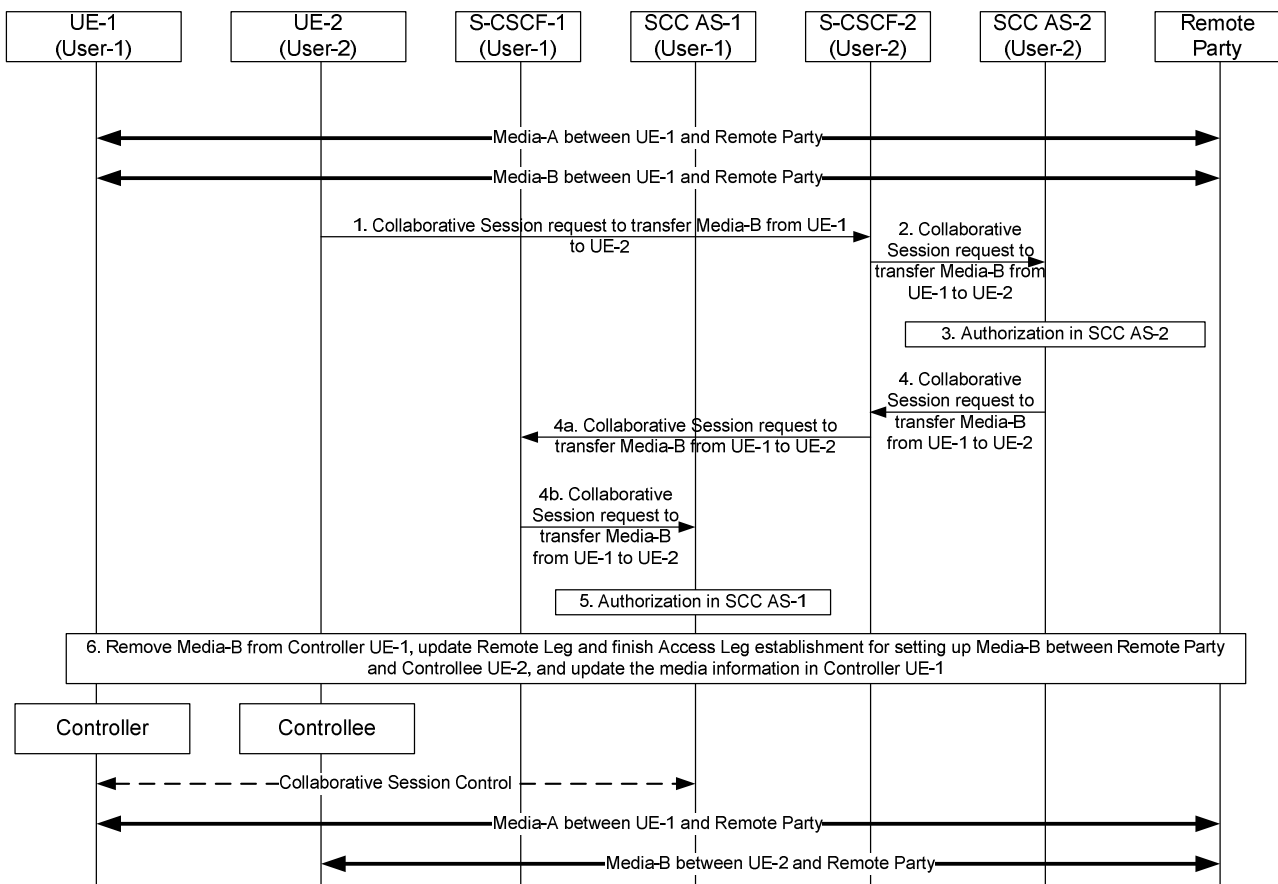 UE-1
(User-1)
UE-2
(User-2)
S-CSCF-1
(User-1)
SCC AS-1
(User-1)
S-CSCF-2
(User-2)
SCC AS-2
(User-2)
Remote
Party
Media-A between UE-1 and Remote Party
Media-B between UE-1 and Remote Party
1. Collaborative Session request to transfer Media-B from UE-1
to UE-2
2. Collaborative
Session request to
transfer Media-B from
UE-1 to UE-2
3. Authorization in SCC AS-2
4. Collaborative
Session request to
transfer Media-B
from UE-1 to UE-2
4a. Collaborative Session request to
transfer Media-B from UE-1 to UE-2
4b. Collaborative
Session request to
transfer Media-B
from UE-1 to UE-2
5. Authorization in SCC AS-1
6. Remove Media-B from Controller UE-1, update Remote Leg and finish Access Leg establishment for setting up Media-B between Remote Party
and Controllee UE-2, and update the media information in Controller UE-1
Controller
Controllee
Collaborative Session Control
Media-A between UE-1 and Remote Party
Media-B between UE-2 and Remote Party